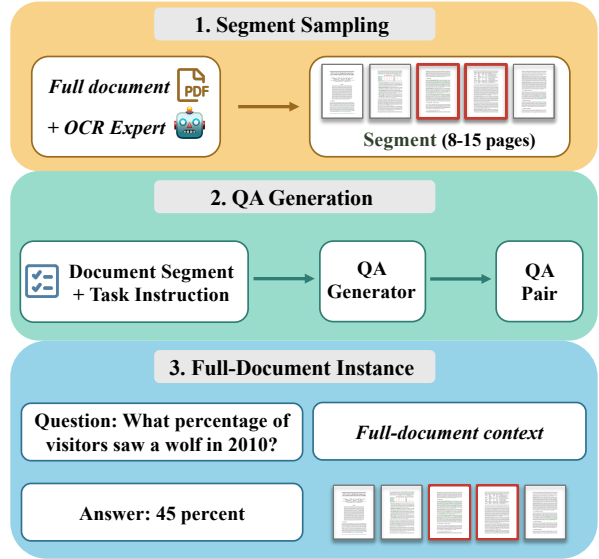 1. Segment Sampling
Full document
PDF
+ OCR Expert
Segment (8-15 pages)
2. QA Generation
Document Segment
+ Task Instruction
QA
Generator
QA
Pair
3. Full-Document Instance
Question: What percentage of
visitors saw a wolf in 2010?
Full-document context
Answer: 45 percent